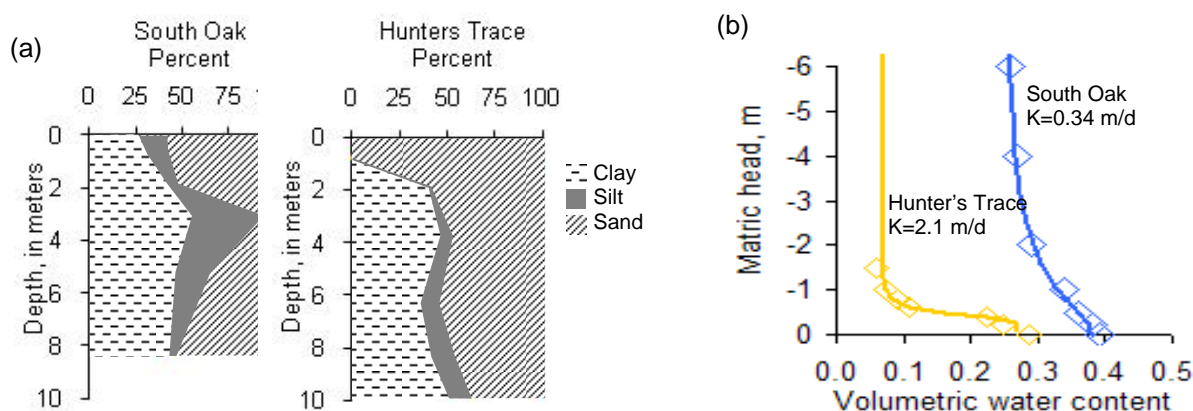 (a)
South Oak
Percent
0 25 50 75
Depth, in meters
0
2
4
6
8
10
Hunters Trace
Percent
0 25 50 75 100
Depth, in meters
0
2
4
6
8
10
Clay
Silt
Sand
(b)
Matric head, m
-6
-5
-4
-3
-2
-1
0
South Oak
K=0.34 m/d
Hunter's Trace
K=2.1 m/d
0.0 0.1 0.2 0.3 0.4 0.5
Volumetric water content